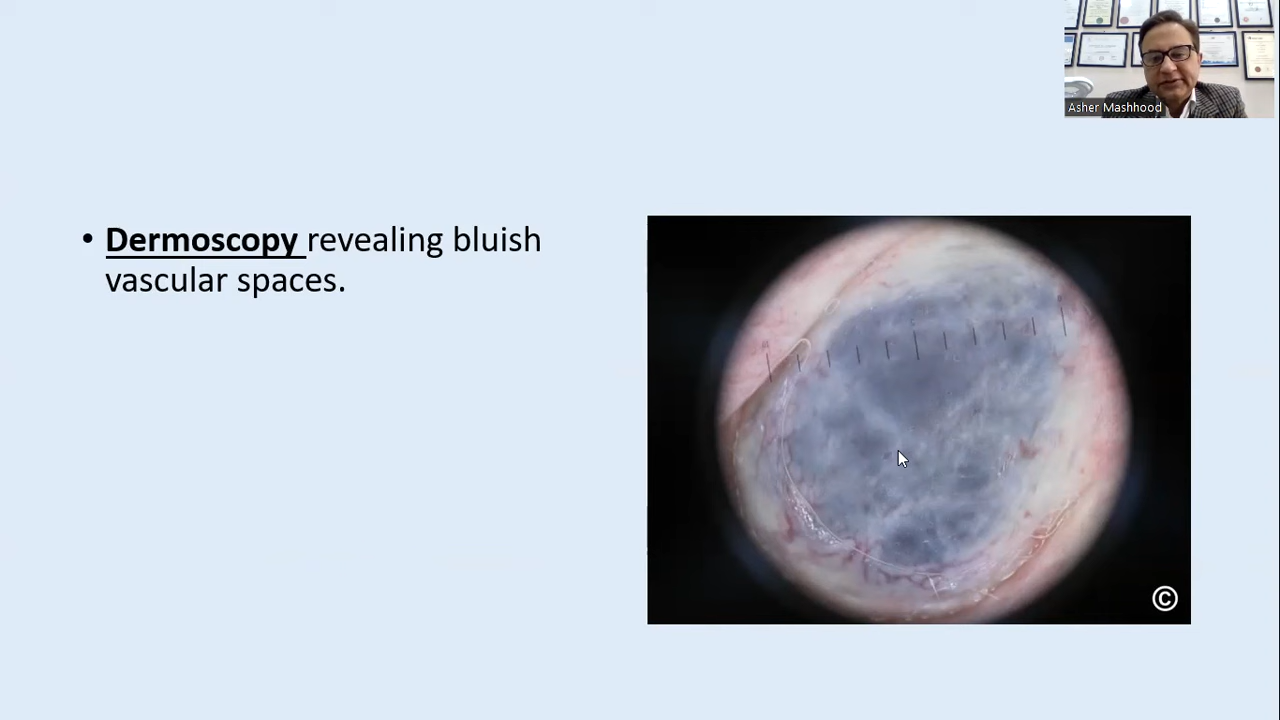 Asher Mashhood
• Dermoscopy revealing bluish
vascular spaces.
©